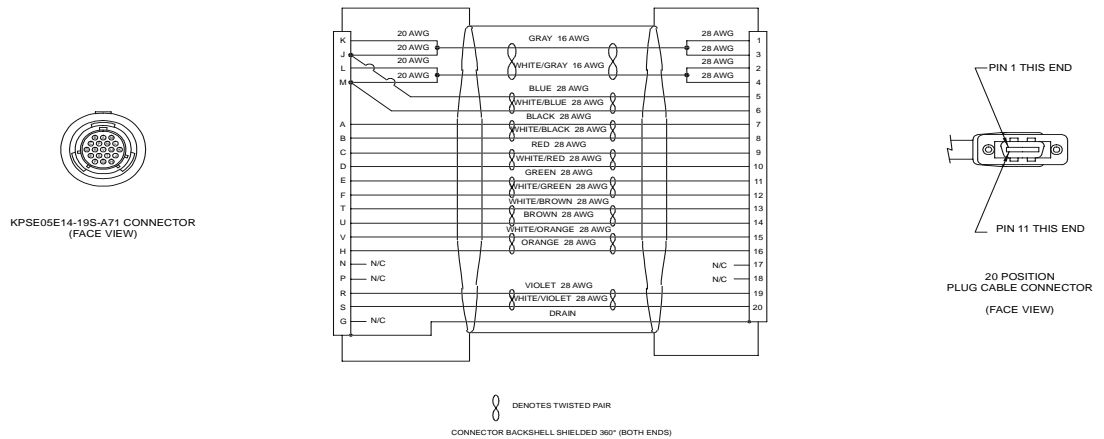 K 20 AWG GRAY 16 AWG 28 AWG 1
J 20 AWG 28 AWG 3
L 20 AWG WHITE/GRAY 16 AWG 28 AWG 2
M 20 AWG 28 AWG 4
BLUE 28 AWG 5
WHITE/BLUE 28 AWG 6
BLACK 28 AWG
A 7
WHITE/BLACK 28 AWG
B 8
RED 28 AWG
C 9
WHITE/RED 28 AWG
D 10
GREEN 28 AWG
E 11
WHITE/GREEN 28 AWG
F 12
WHITE/BROWN 28 AWG
T 13
BROWN 28 AWG
U 14
WHITE/ORANGE 28 AWG
V 15
ORANGE 28 AWG
H 16
N N/C N/C 17
P N/C N/C 18
VIOLET 28 AWG
R 19
WHITE/VIOLET 28 AWG
S 20
DRAIN
G N/C
KPSE05E14-19S-A71 CONNECTOR
(FACE VIEW)
PIN 1 THIS END
PIN 11 THIS END
20 POSITION
PLUG CABLE CONNECTOR
(FACE VIEW)
DENOTES TWISTED PAIR
CONNECTOR BACKSHELL SHIELDED 360° (BOTH ENDS)